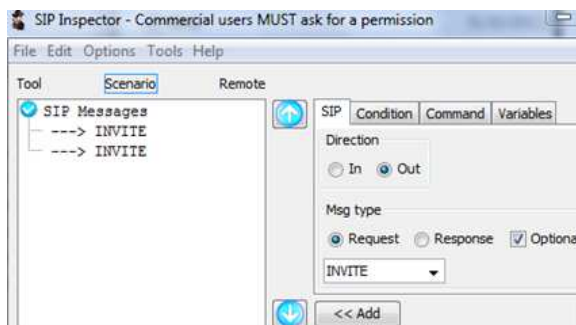 SIP Inspector - Commercial users MUST ask for a permission
File Edit Options Tools Help
Tool Scenario Remote
SIP Messages
---> INVITE
---> INVITE
SIP Condition Command Variables
Direction
In Out
Msg type
Request Response Optiona
INVITE
<< Add